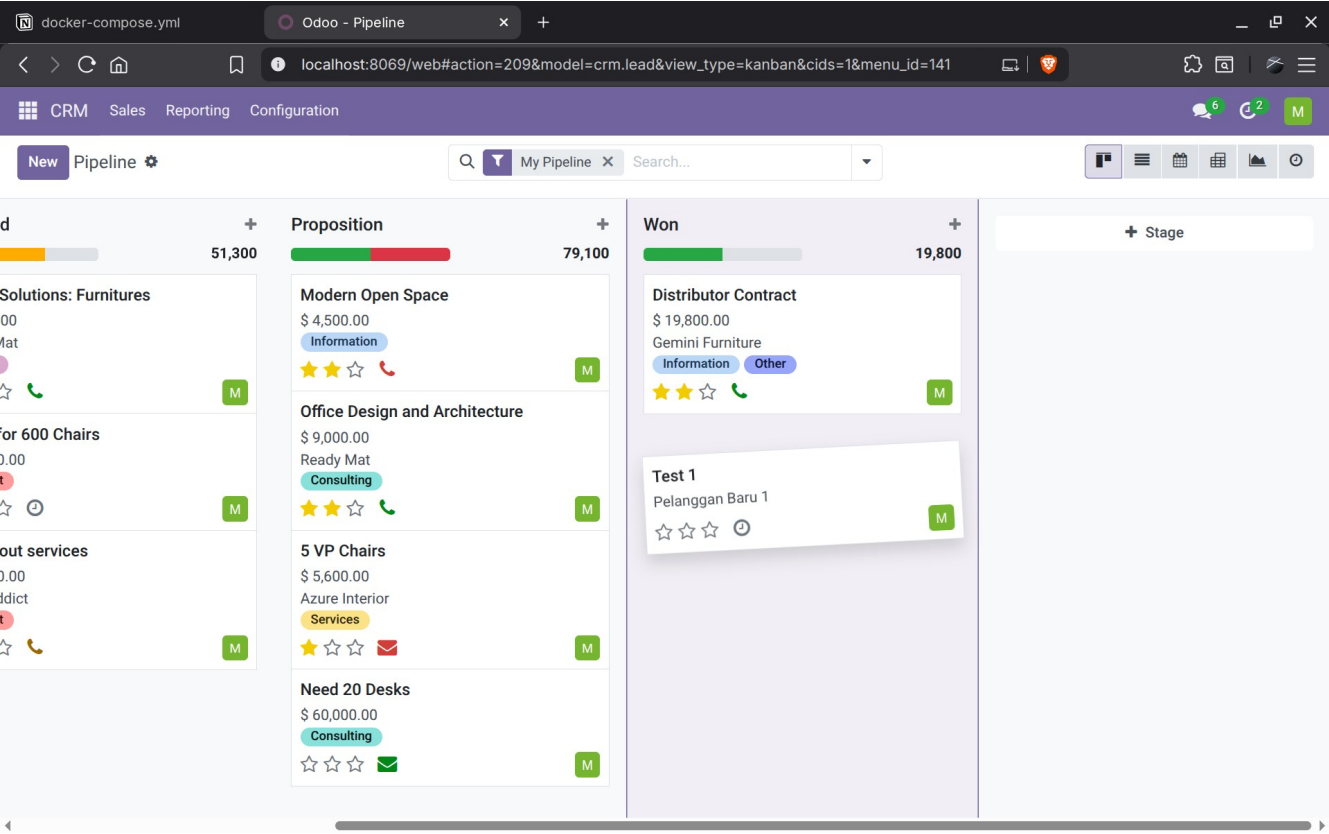 docker-compose.yml
Odoo - Pipeline
localhost:8069/web#action=209&model=crm.lead&view_type=kanban&cids=1&menu_id=141
CRM Sales Reporting Configuration
6 2 M
New Pipeline
My Pipeline
Search...
d
51,300
Solutions: Furnitures
00
Mat
M
for 600 Chairs
0.00
t
M
out services
0.00
ddict
t
M
Proposition
79,100
Modern Open Space
$ 4,500.00
Information
M
Office Design and Architecture
$ 9,000.00
Ready Mat
Consulting
M
5 VP Chairs
$ 5,600.00
Azure Interior
Services
M
Need 20 Desks
$ 60,000.00
Consulting
M
Won
19,800
Distributor Contract
$ 19,800.00
Gemini Furniture
Information Other
M
Test 1
Pelanggan Baru 1
M
Stage